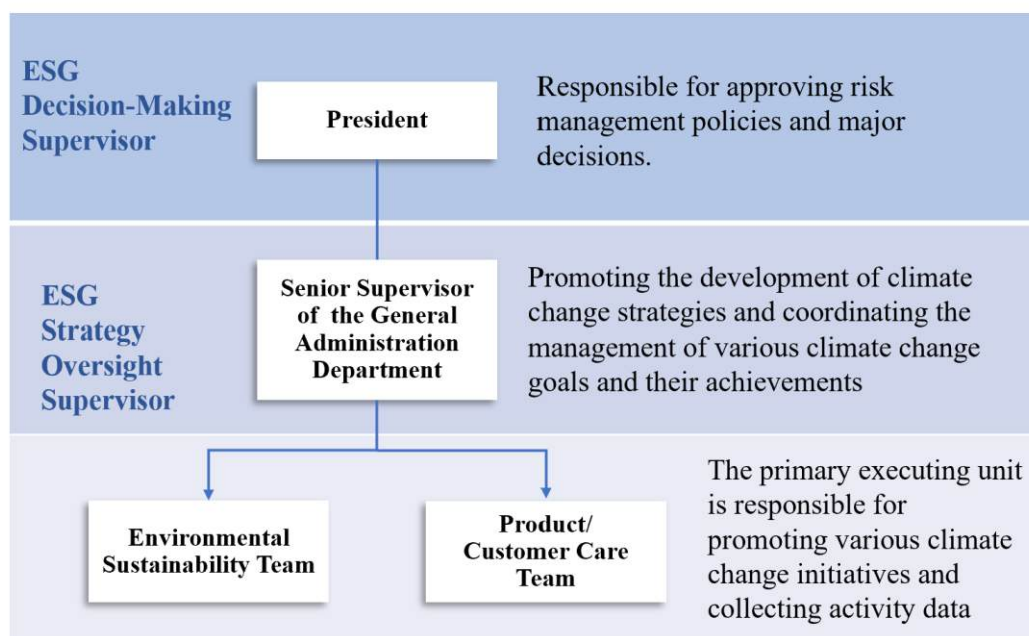 ESG
Decision-Making
Supervisor
President
Responsible for approving risk
management policies and major
decisions.
ESG
Strategy
Oversight
Supervisor
Senior Supervisor
of the General
Administration
Department
Promoting the development of climate
change strategies and coordinating the
management of various climate change
goals and their achievements
Environmental
Sustainability Team
Product/
Customer Care
Team
The primary executing unit
is responsible for
promoting various climate
change initiatives and
collecting activity data